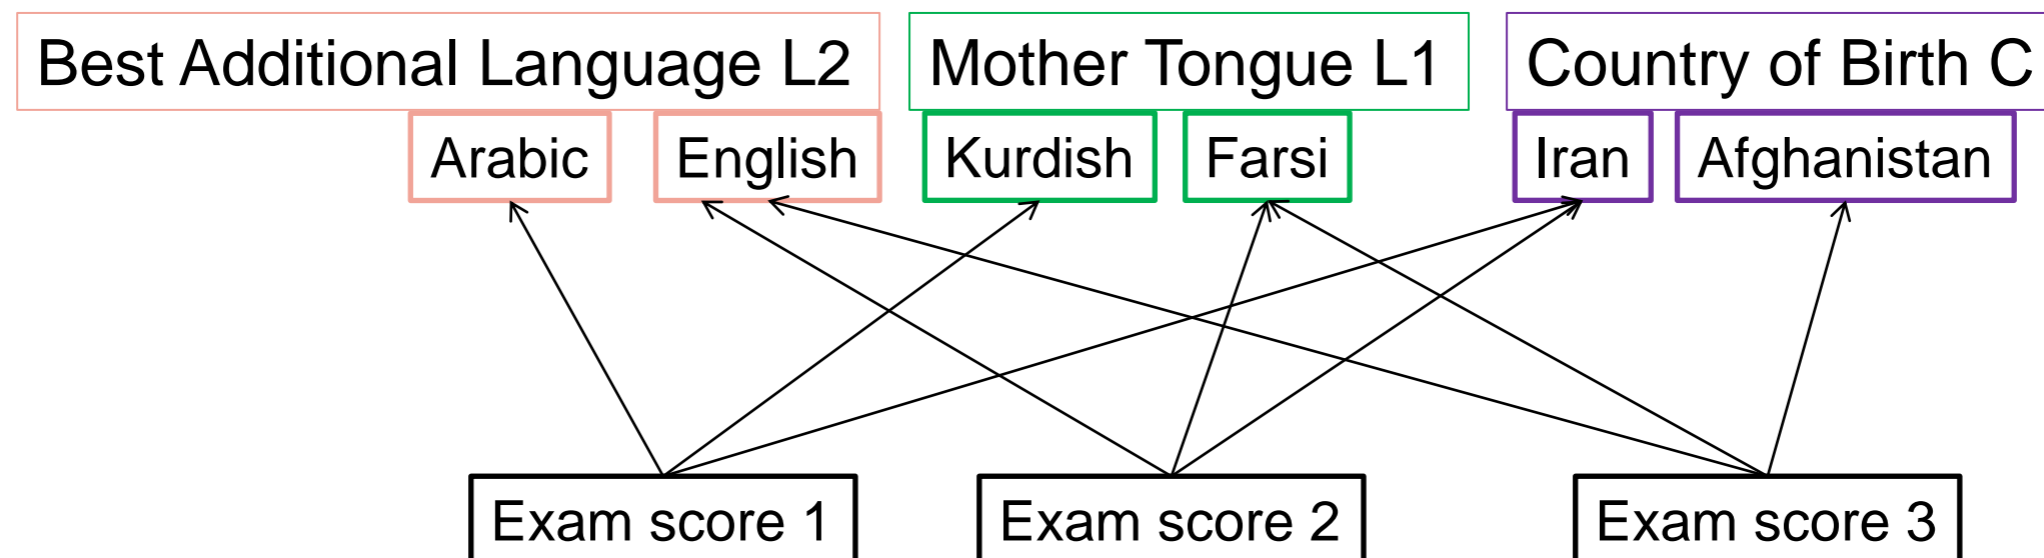 Best Additional Language L2
Mother Tongue L1
Country of Birth C
Arabic
English
Kurdish
Farsi
Iran
Afghanistan
Exam score 1
Exam score 2
Exam score 3